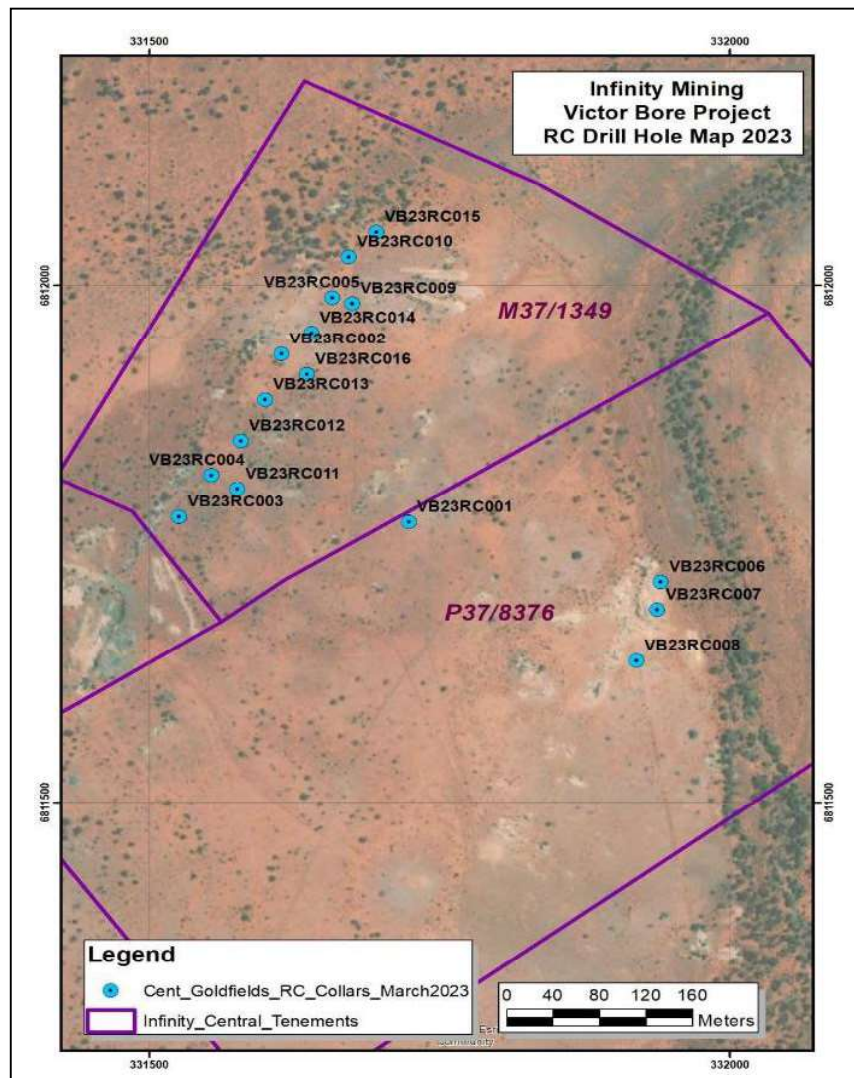 331500
332000
Infinity Mining
Victor Bore Project
RC Drill Hole Map 2023
VB23RC015
VB23RC010
6812000
6812000
VB23RC005
VB23RC009
M37/1349
VB23RC014
VB23RC002
VB23RC016
VB23RC013
VB23RC012
VB23RC004
VB23RC011
VB23RC003
VB23RC001
VB23RC006
VB23RC007
P37/8376
VB23RC008
6811500
6811500
Legend
Cent_Goldfields_RC_Collars_March2023
Infinity_Central_Tenements
0 40 80 120 160
Meters
Community
331500
332000